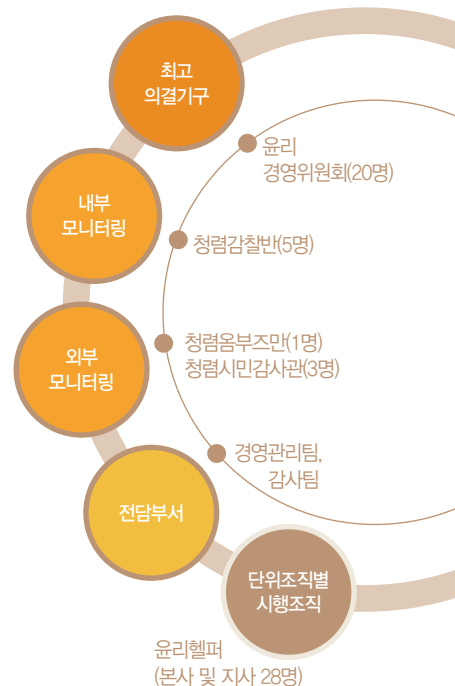 최고
의결기구
윤리
경영위원회(20명)
내부
모니터링
청렴감찰반(5명)
외부
모니터링
청렴옴부즈만(1명)
청렴시민감사관(3명)
전담부서
경영관리팀,
감사팀
단위조직별
시행조직
윤리헬퍼
(본사 및 지사 28명)